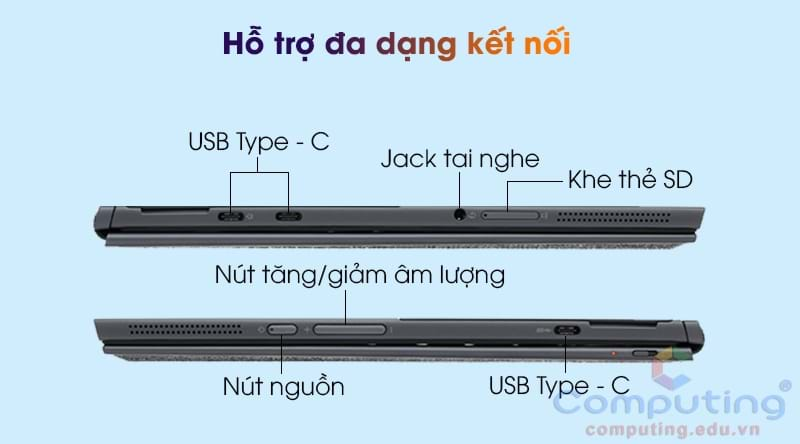 Hỗ trợ đa dạng kết nối
USB Type - C
Jack tai nghe
Khe thẻ SD
Nút tăng/giảm âm lượng
Nút nguồn
USB Type - C
Computing®
computing.edu.vn